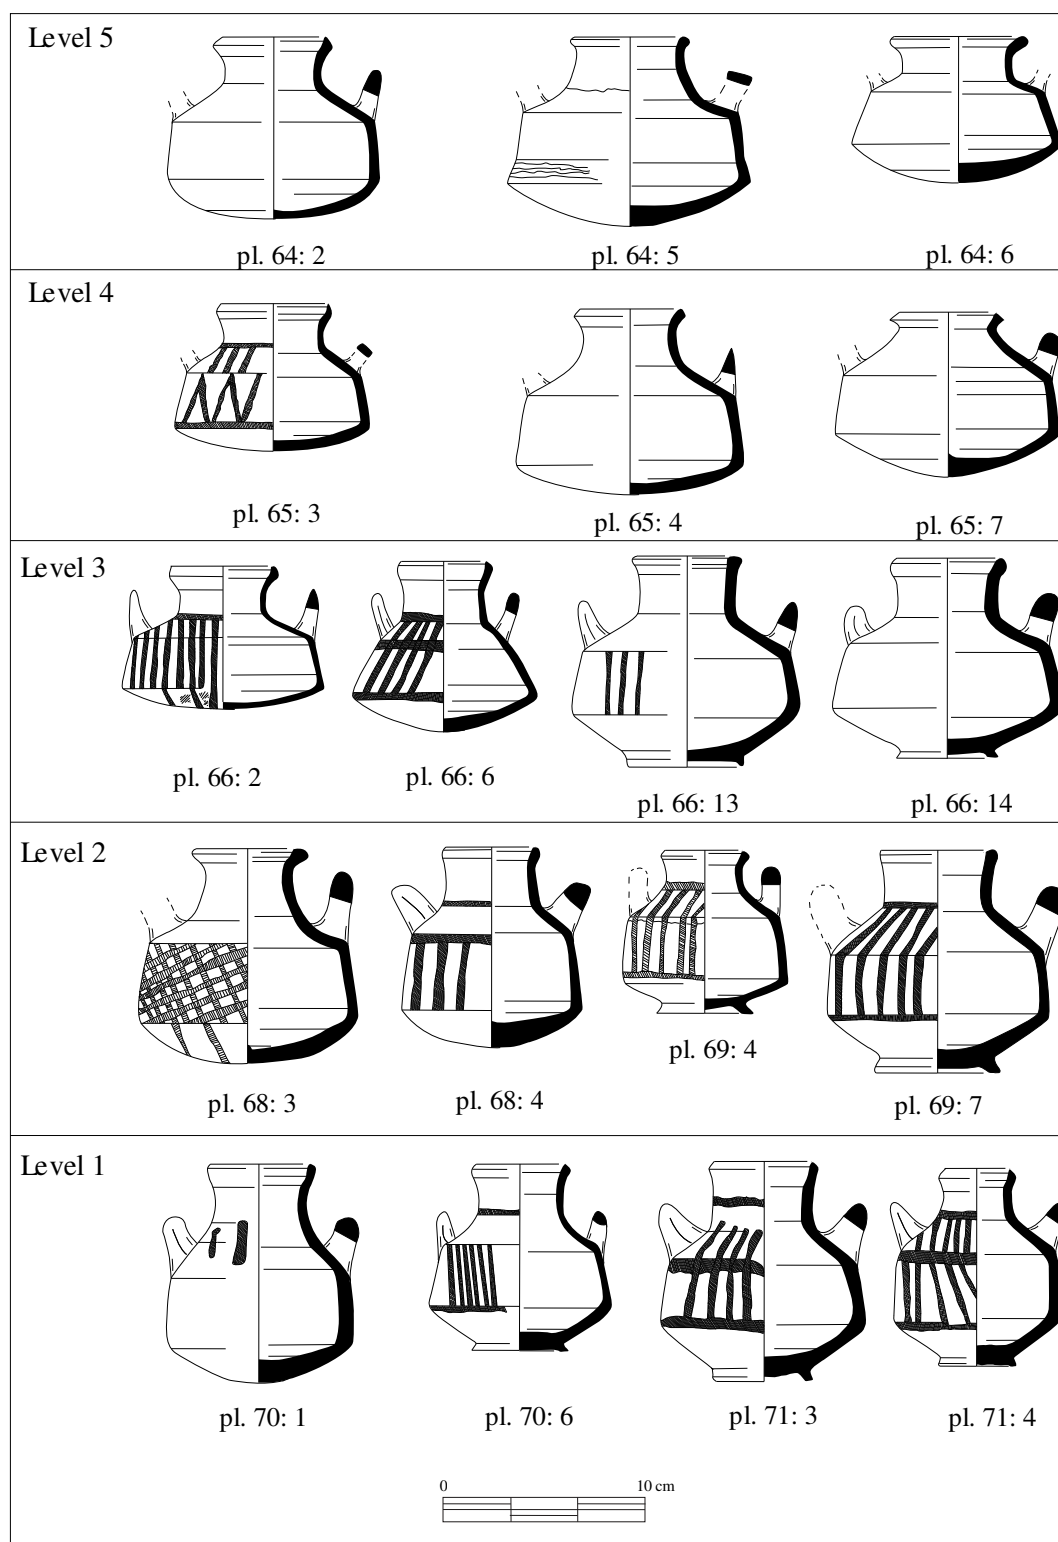 Level 5
pl. 64: 2
pl. 64: 5
pl. 64: 6
Level 4
pl. 65: 3
pl. 65: 4
pl. 65: 7
Level 3
pl. 66: 2
pl. 66: 6
pl. 66: 13
pl. 66: 14
Level 2
pl. 68: 3
pl. 68: 4
pl. 69: 4
pl. 69: 7
Level 1
pl. 70: 1
pl. 70: 6
pl. 71: 3
pl. 71: 4
0 10 cm